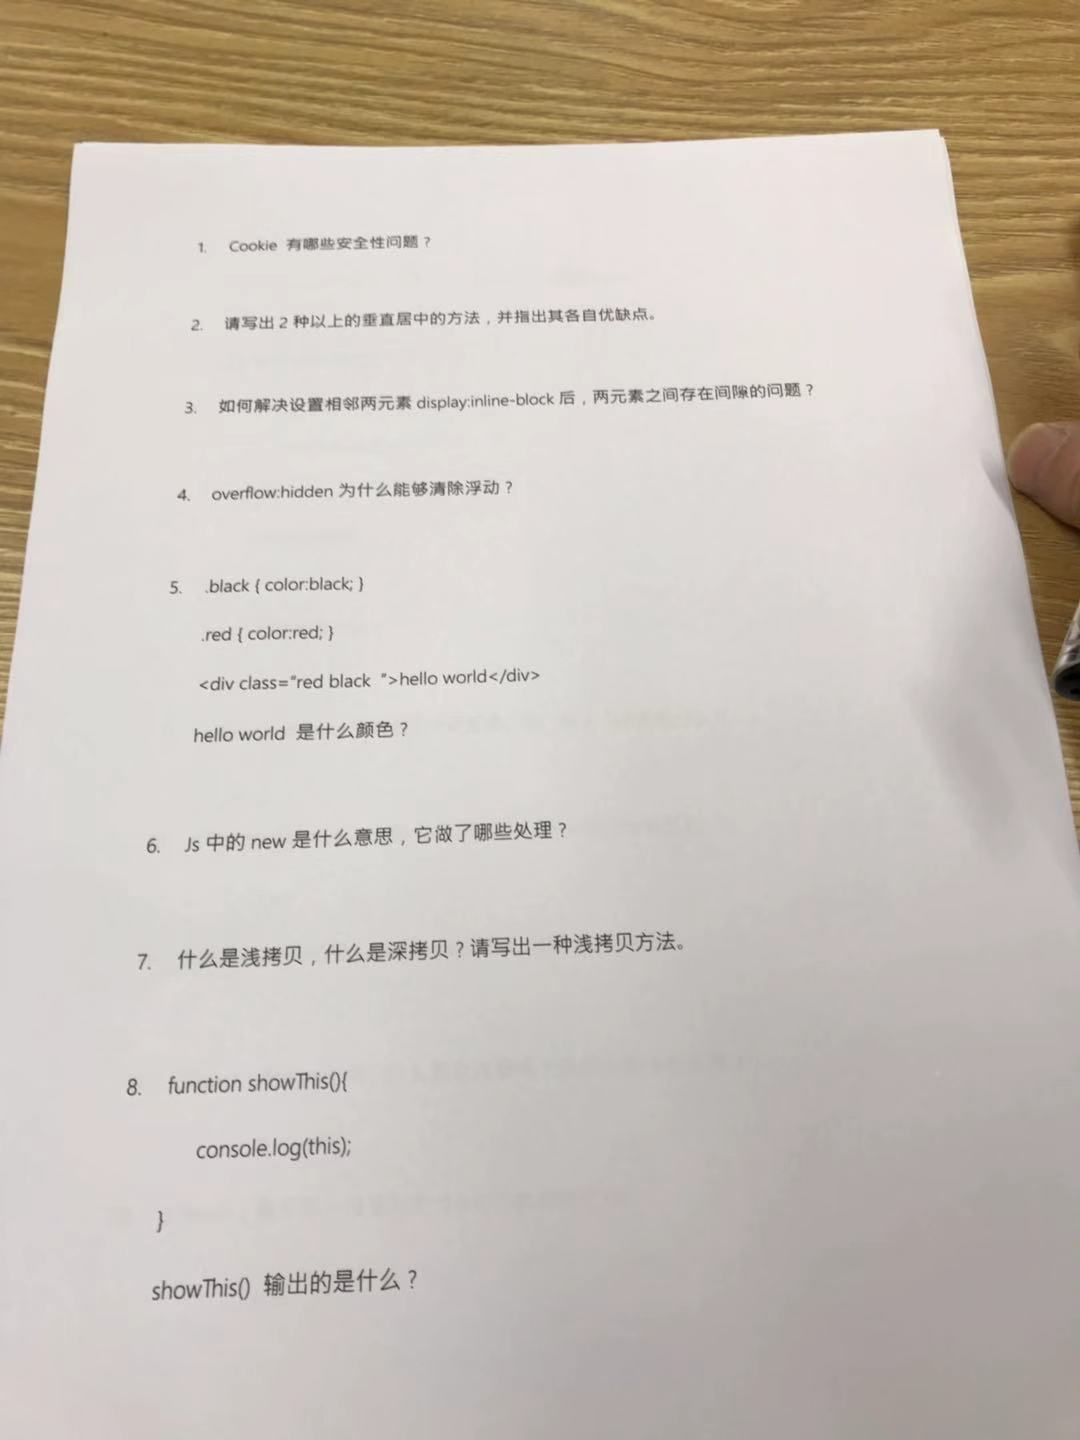 1. Cookie 有哪些安全性问题？
2. 请写出 2 种以上的垂直居中的方法，并指出其各自优缺点。
3. 如何解决设置相邻两元素 display:inline-block 后，两元素之间存在间隙的问题？
4. overflow:hidden 为什么能够清除浮动？
5. .black { color:black; }
.red { color:red; }
<div class="red black ">hello world</div>
hello world 是什么颜色？
6. Js 中的 new 是什么意思，它做了哪些处理？
7. 什么是浅拷贝，什么是深拷贝？请写出一种浅拷贝方法。
8. function showThis(){
console.log(this);
}
showThis() 输出的是什么？